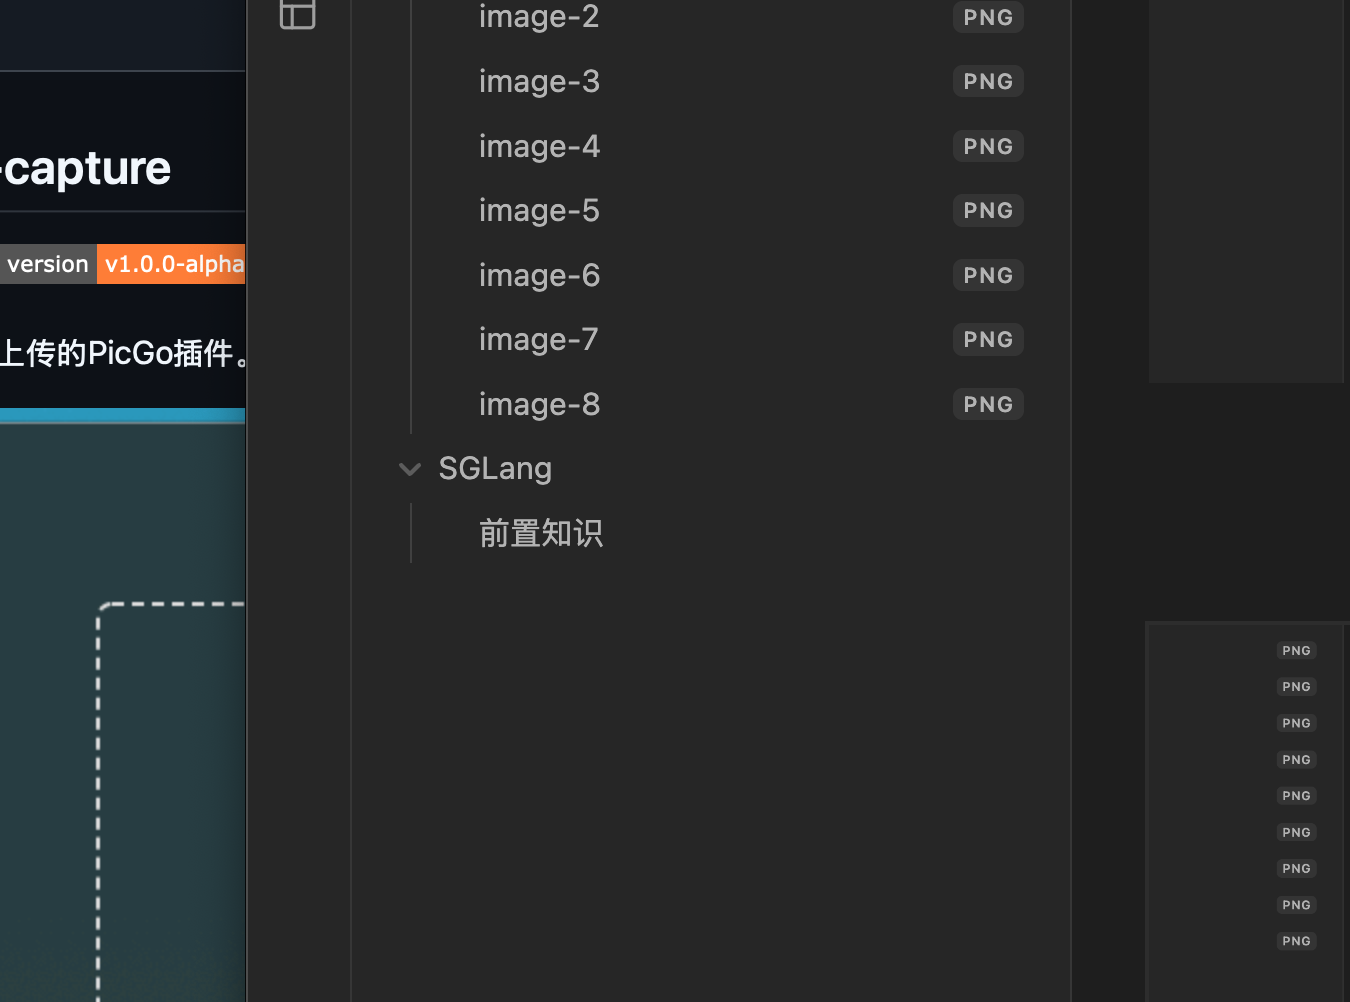 -capture
version v1.0.0-alpha
上传的PicGo插件。
image-2 PNG
image-3 PNG
image-4 PNG
image-5 PNG
image-6 PNG
image-7 PNG
image-8 PNG
SGLang
前置知识
PNG
PNG
PNG
PNG
PNG
PNG
PNG
PNG
PNG